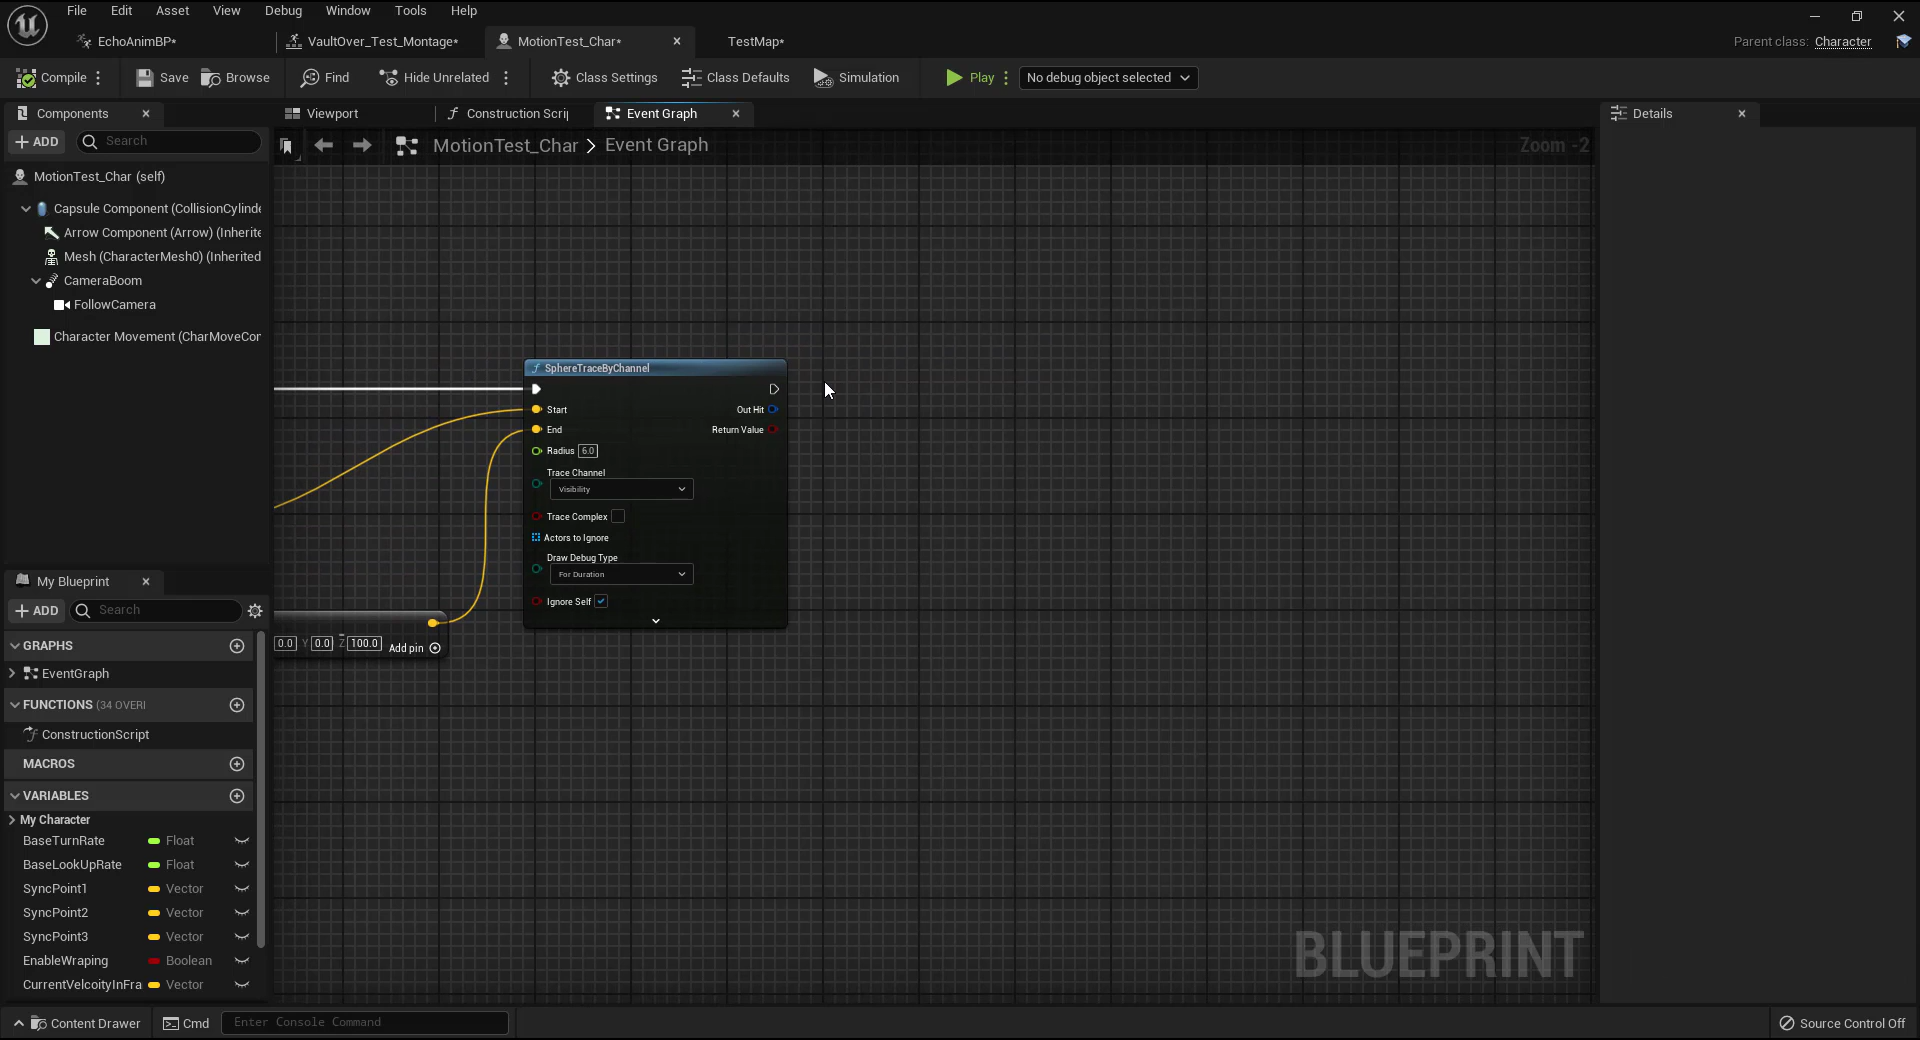 File Edit Asset View Debug Window Tools Help
EchoAnimBP* VaultOver_Test_Montage* MotionTest_Char* TestMap* Parent class: Character
Compile Save Browse Find Hide Unrelated Class Settings Class Defaults Simulation Play No debug object selected
Components Viewport Construction Scrij Event Graph Details
ADD Search MotionTest_Char > Event Graph Zoom -2
MotionTest_Char (self)
Capsule Component (CollisionCylinde
Arrow Component (Arrow) (Inherite
Mesh (CharacterMesh0) (Inherited
CameraBoom
FollowCamera
Character Movement (CharMoveCor
SphereTraceByChannel
Start Out Hit
End Return Value
Radius 6.0
Trace Channel
Visibility
Trace Complex
Actors to Ignore
Draw Debug Type
For Duration
Ignore Self
0.0 Y 0.0 Z 100.0 Add pin
My Blueprint
ADD Search
GRAPHS
EventGraph
FUNCTIONS (34 OVERI
ConstructionScript
MACROS
VARIABLES
My Character
BaseTurnRate Float
BaseLookUpRate Float
SyncPoint1 Vector
SyncPoint2 Vector
SyncPoint3 Vector
EnableWraping Boolean
CurrentVelcoityInFra Vector
BLUEPRINT
Content Drawer Cmd Enter Console Command Source Control Off